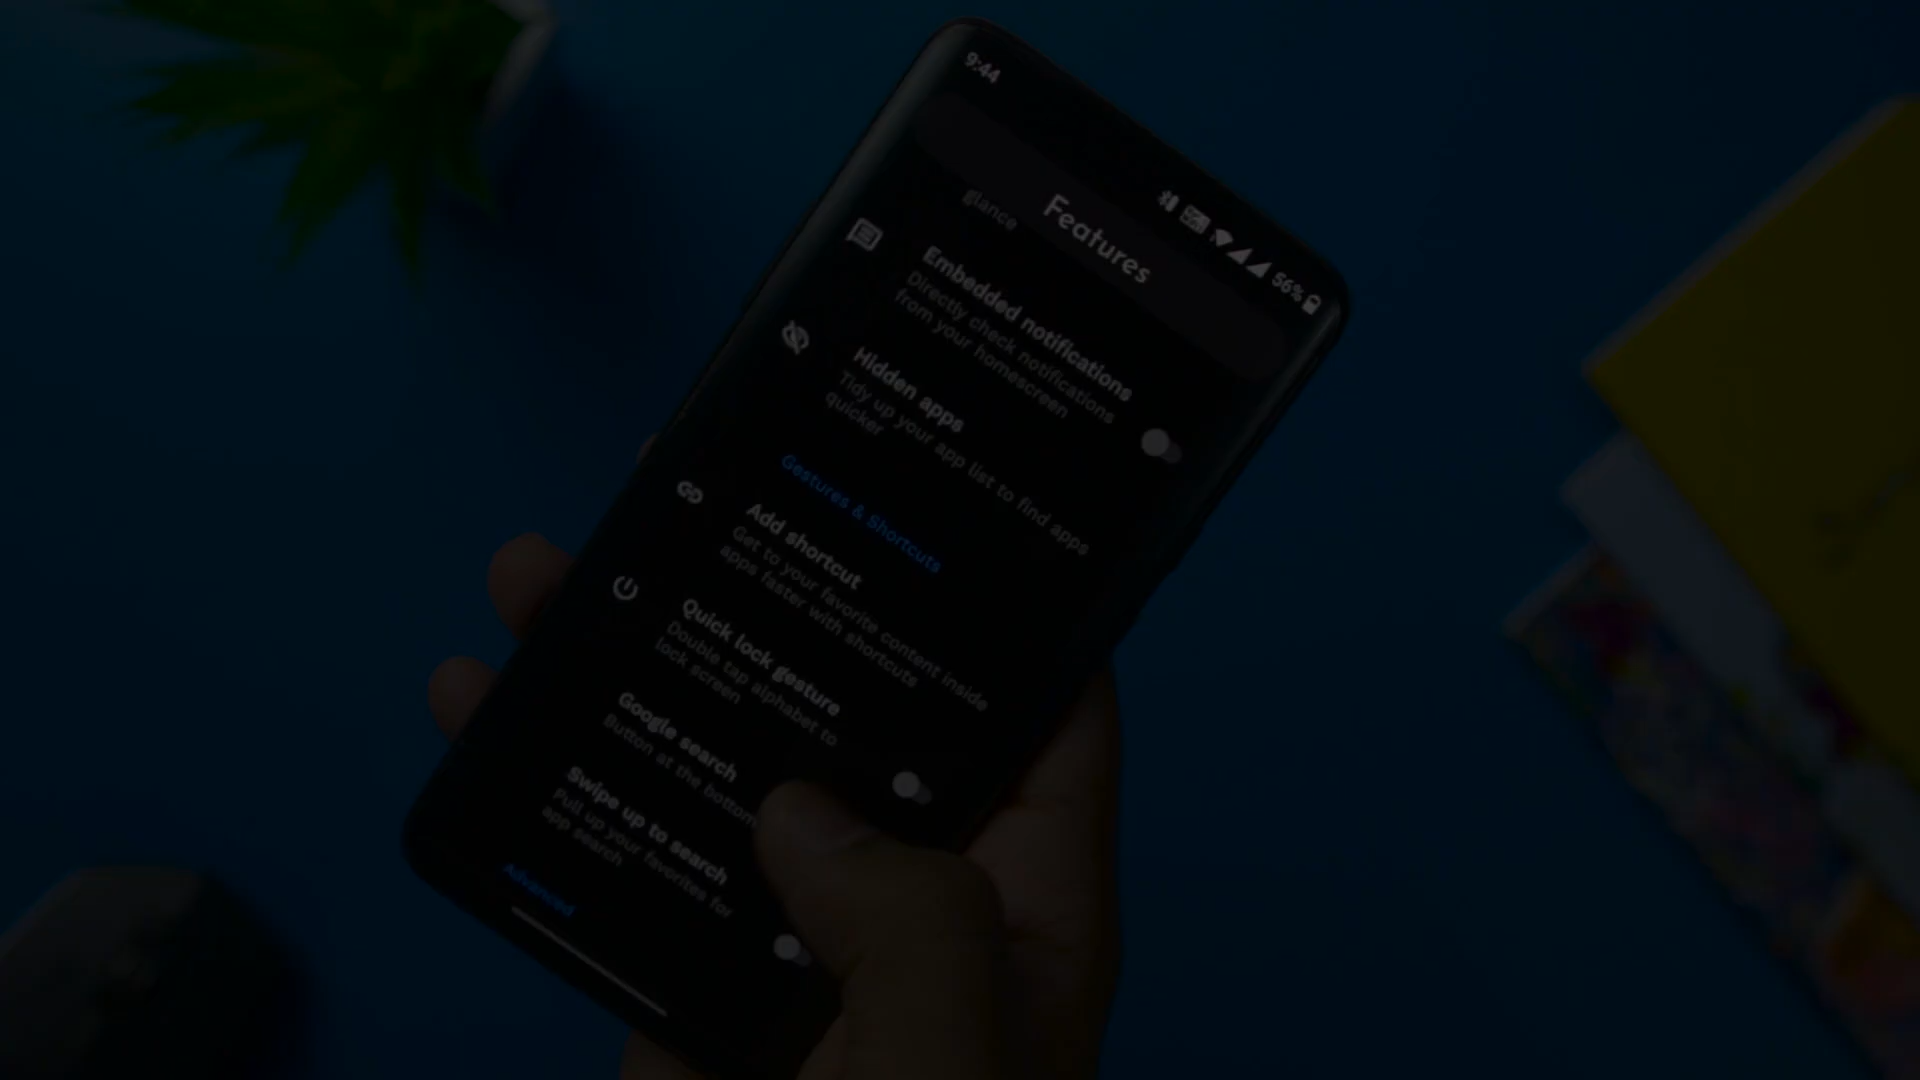 9:44
56%
Features
glance
Embedded notifications
Directly check notifications
from your homescreen
Hidden apps
Tidy up your app list to find apps
quicker
Gestures & Shortcuts
Add shortcut
Get to your favorite content inside
apps faster with shortcuts
Quick lock gesture
Double tap alphabet to
lock screen
Google search
Button at the bottom
Swipe up to search
Pull up your favorites for
app search
Advanced